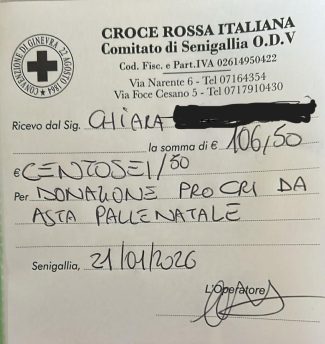 CROCE ROSSA ITALIANA
Comitato di Senigallia O.D.V
Cod. Fisc. e Part.IVA 02614950422
Via Narente 6 - Tel 07164354
Via Foce Cesano 5 - Tel 0717910430
CONVENZIONE DI GINEVRA, 22 AGOSTO 1864
Ricevo dal Sig. CHIARA
la somma di € 106,50
€ CENTOSEI/50
Per DONAZIONE PRO CRI DA
ASTA PALLE NATALE
Senigallia, 21/01/2026
L'Operatore